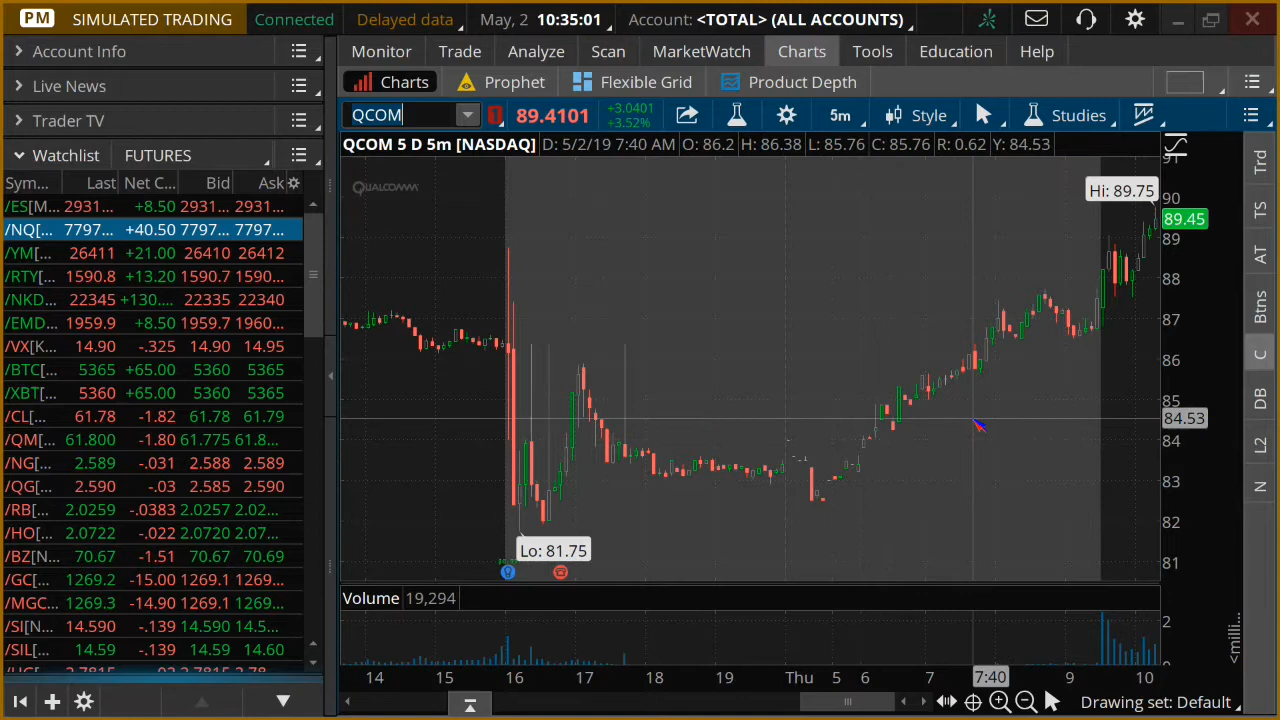 PM SIMULATED TRADING Connected Delayed data May, 2 10:35:01 Account: <TOTAL> (ALL ACCOUNTS)
Account Info
Live News
Trader TV
Watchlist FUTURES
Sym... Last Net C... Bid Ask
/ES[M... 2931... +8.50 2931... 2931...
/NQ[... 7797... +40.50 7797... 7797...
/YM[... 26411 +21.00 26410 26412
/RTY[... 1590.8 +13.20 1590.7 1590...
/NKD... 22345 +130.... 22335 22340
/EMD... 1959.9 +8.50 1959.7 1960...
/VX[K... 14.90 -.325 14.90 14.95
/BTC[... 5365 +65.00 5360 5365
/XBT[... 5360 +65.00 5360 5365
/CL[... 61.78 -1.82 61.78 61.79
/QM[... 61.800 -1.80 61.775 61.8...
/NG[... 2.589 -.031 2.588 2.589
/QG[... 2.590 -.03 2.585 2.590
/RB[... 2.0259 -.0383 2.0257 2.02...
/HO[... 2.0722 -.022 2.0720 2.07...
/BZ[N... 70.67 -1.51 70.67 70.69
/GC[... 1269.2 -15.00 1269.1 1269...
/MGC... 1269.3 -14.90 1269.1 1269...
/SI[N... 14.590 -.139 14.590 14.5...
/SIL[... 14.59 -.139 14.59 14.60
Monitor Trade Analyze Scan MarketWatch Charts Tools Education Help
Charts Prophet Flexible Grid Product Depth
QCOM 1 89.4101 +3.0401 +3.52% 5m Style Studies
QCOM 5 D 5m [NASDAQ] D: 5/2/19 7:40 AM O: 86.2 H: 86.38 L: 85.76 C: 85.76 R: 0.62 Y: 84.53
QUALCOMM
Hi: 89.75
Lo: 81.75
91
90
89.45
89
88
87
86
85
84.53
84
83
82
81
Volume 19,294
2
1
0
<milli...
14 15 16 17 18 19 Thu 5 6 7 7:40 9 10
Drawing set: Default
Trd
TS
AT
Btns
C
DB
L2
N